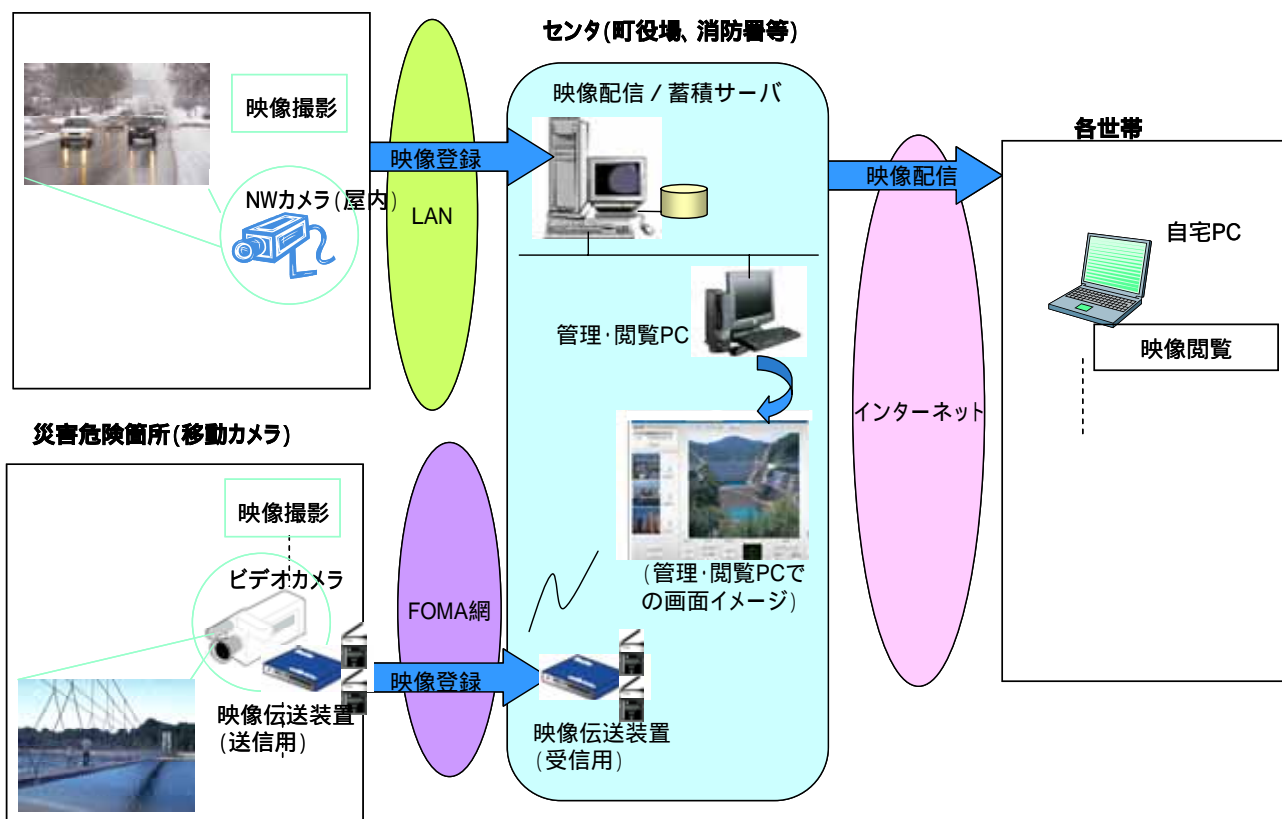 センタ(町役場、消防署等)
映像配信 / 蓄積サーバ
映像撮影
映像登録
NWカメラ(屋内)
LAN
管理・閲覧PC
映像配信
各世帯
自宅PC
映像閲覧
インターネット
災害危険箇所(移動カメラ)
映像撮影
ビデオカメラ
FOMA網
映像登録
映像伝送装置
(送信用)
(管理・閲覧PCで
の画面イメージ)
映像伝送装置
(受信用)